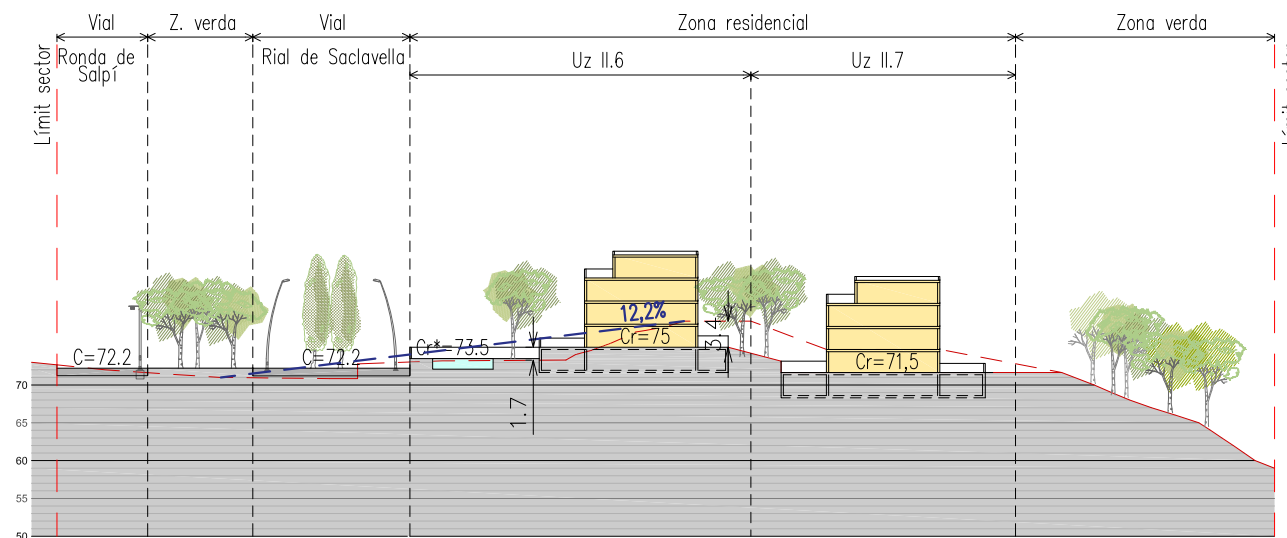 Vial
Z. verda
Vial
Zona residencial
Zona verda
Límit sector
Ronda de
Salpí
Rial de Saclavella
Uz II.6
Uz II.7
12,2%
C=72.2
C=72.2
Cr*=73.5
Cr=75
3.4
Cr=71,5
1.7
70
65
60
55
50